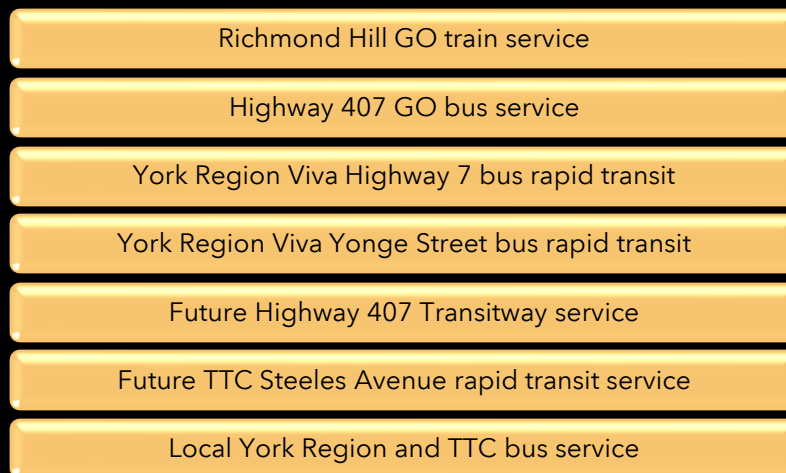 Richmond Hill GO train service
Highway 407 GO bus service
York Region Viva Highway 7 bus rapid transit
York Region Viva Yonge Street bus rapid transit
Future Highway 407 Transitway service
Future TTC Steeles Avenue rapid transit service
Local York Region and TTC bus service